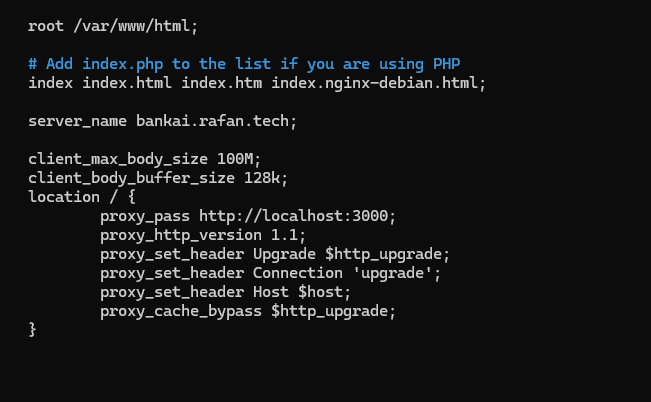 root /var/www/html;
# Add index.php to the list if you are using PHP
index index.html index.htm index.nginx-debian.html;
server_name bankai.rafan.tech;
client_max_body_size 100M;
client_body_buffer_size 128k;
location / {
proxy_pass http://localhost:3000;
proxy_http_version 1.1;
proxy_set_header Upgrade $http_upgrade;
proxy_set_header Connection 'upgrade';
proxy_set_header Host $host;
proxy_cache_bypass $http_upgrade;
}